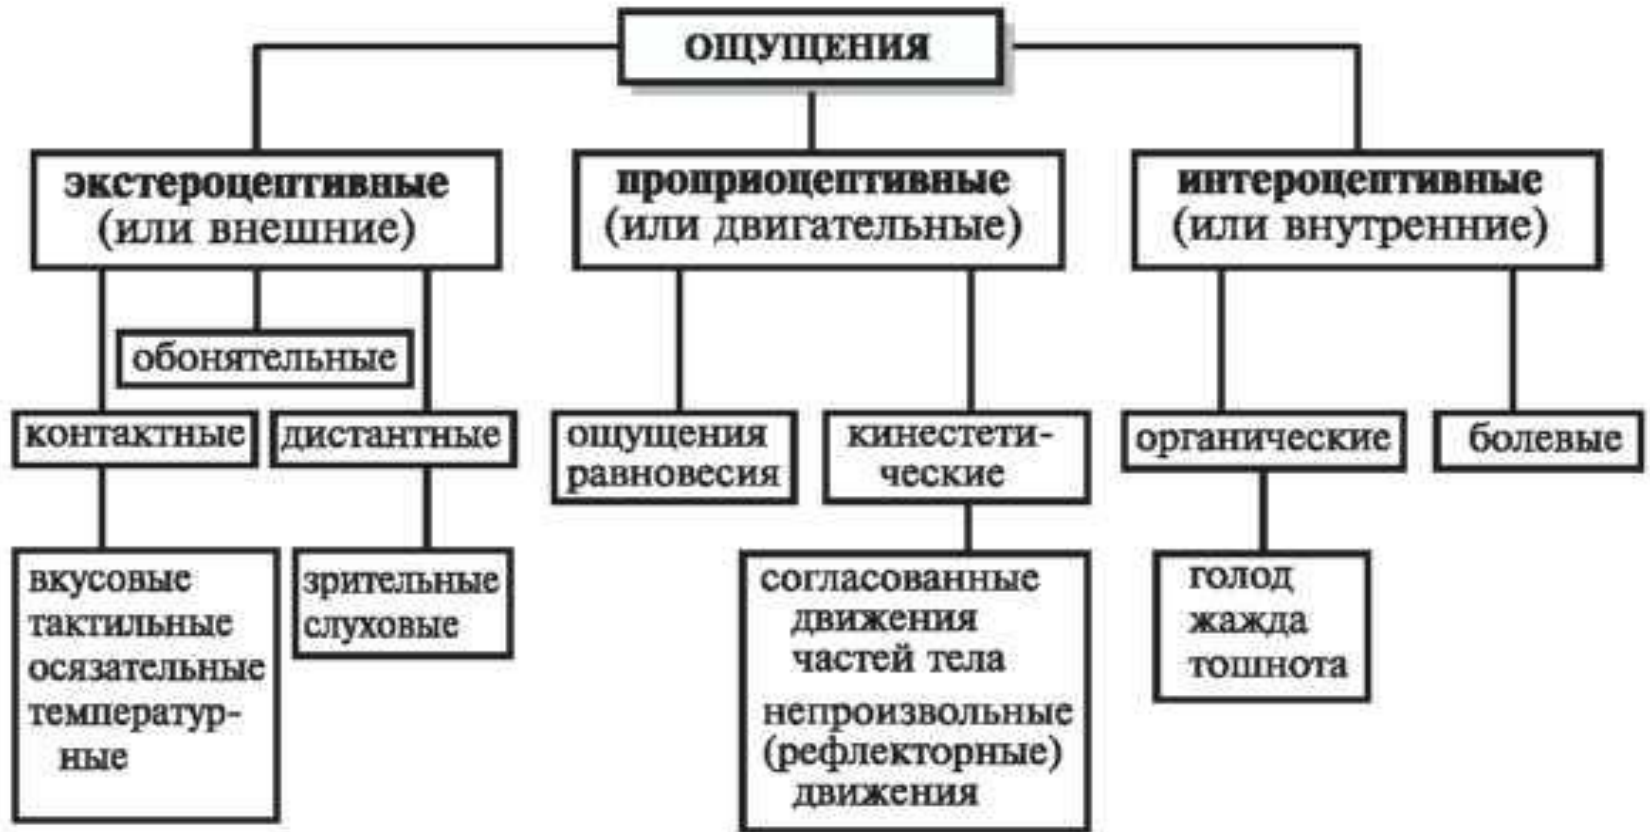 ОЩУЩЕНИЯ
экстероцептивные
(или внешние)
проприоцептивные
(или двигательные)
интероцептивные
(или внутренние)
обонятельные
контактные
дистантные
ощущения
равновесия
кинестети-
ческие
органические
болевые
вкусовые
тактильные
осязательные
температур-
ные
зрительные
слуховые
согласованные
движения
частей тела
непроизвольные
(рефлекторные)
движения
голод
жажда
тошнота